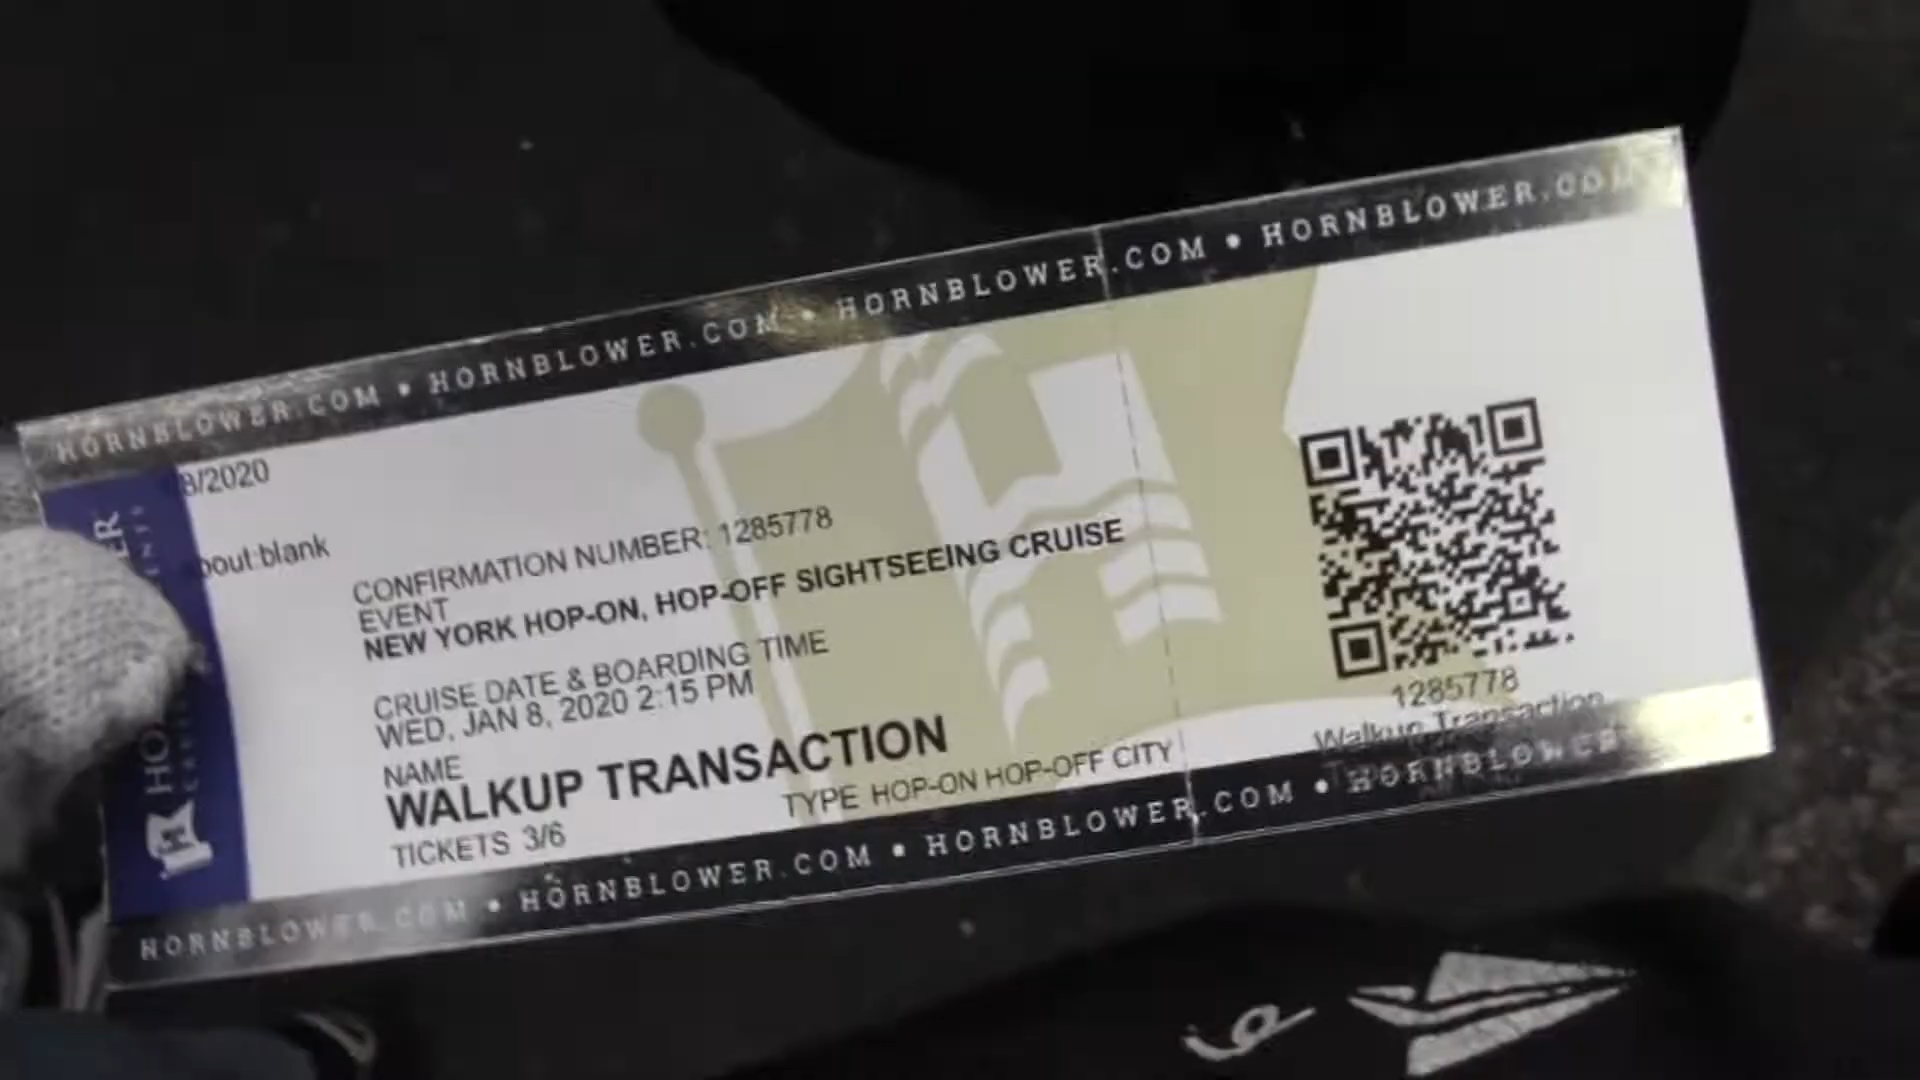 HORNBLOWER.COM • HORNBLOWER.COM • HORNBLOWER.COM • HORNBLOWER.COM
8/2020
bout:blank
CONFIRMATION NUMBER: 1285778
EVENT
NEW YORK HOP-ON, HOP-OFF SIGHTSEEING CRUISE
CRUISE DATE & BOARDING TIME
WED, JAN 8, 2020 2:15 PM
NAME
WALKUP TRANSACTION
TICKETS 3/6
TYPE HOP-ON HOP-OFF CITY
1285778
Walkup Transaction
HORNBLOWER.COM • HORNBLOWER.COM • HORNBLOWER.COM • HORNBLOWER